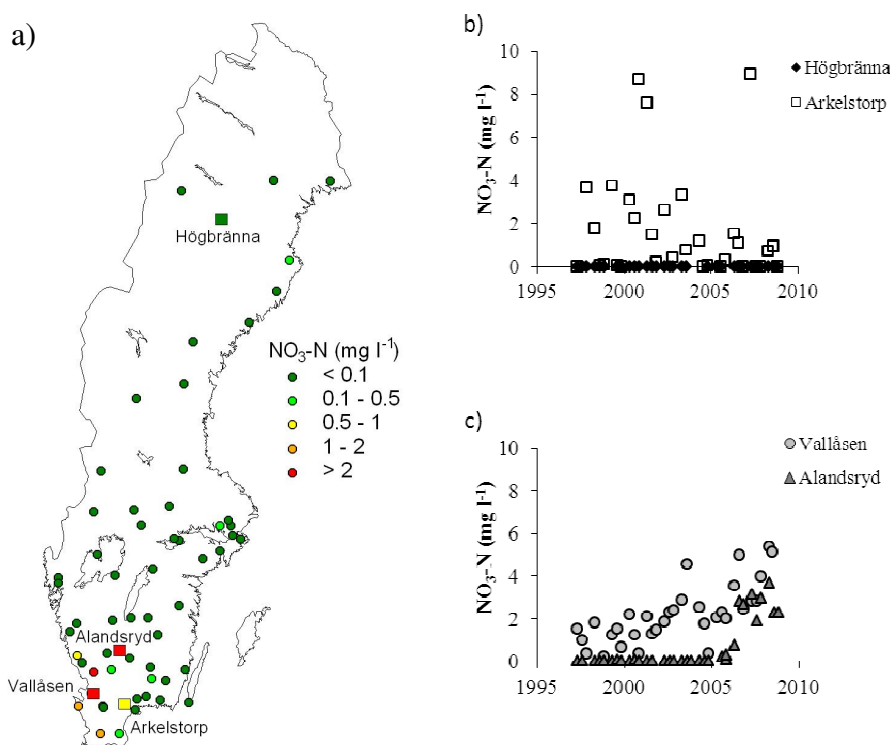 a)
Högbränna
NO₃-N (mg l⁻¹)
< 0.1
0.1 - 0.5
0.5 - 1
1 - 2
> 2
Alandsryd
Vallåsen
Arkelstorp
b)
NO₃-N (mg l⁻¹)
10
8
6
4
2
0
1995 2000 2005 2010
Högbränna
Arkelstorp
c)
NO₃-N (mg l⁻¹)
10
8
6
4
2
0
1995 2000 2005 2010
Vallåsen
Alandsryd